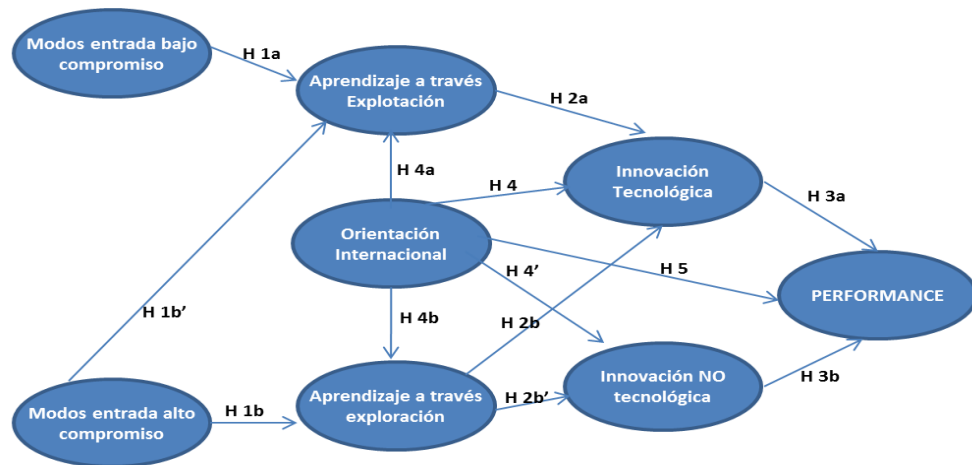 Modos entrada bajo
compromiso
H 1a
Aprendizaje a través
Explotación
H 2a
H 4a
H 4
Innovación
Tecnológica
H 3a
Orientación
Internacional
H 4’
H 5
PERFORMANCE
H 1b’
H 4b
H 2b
Modos entrada alto
compromiso
H 1b
Aprendizaje a través
exploración
H 2b’
Innovación NO
tecnológica
H 3b